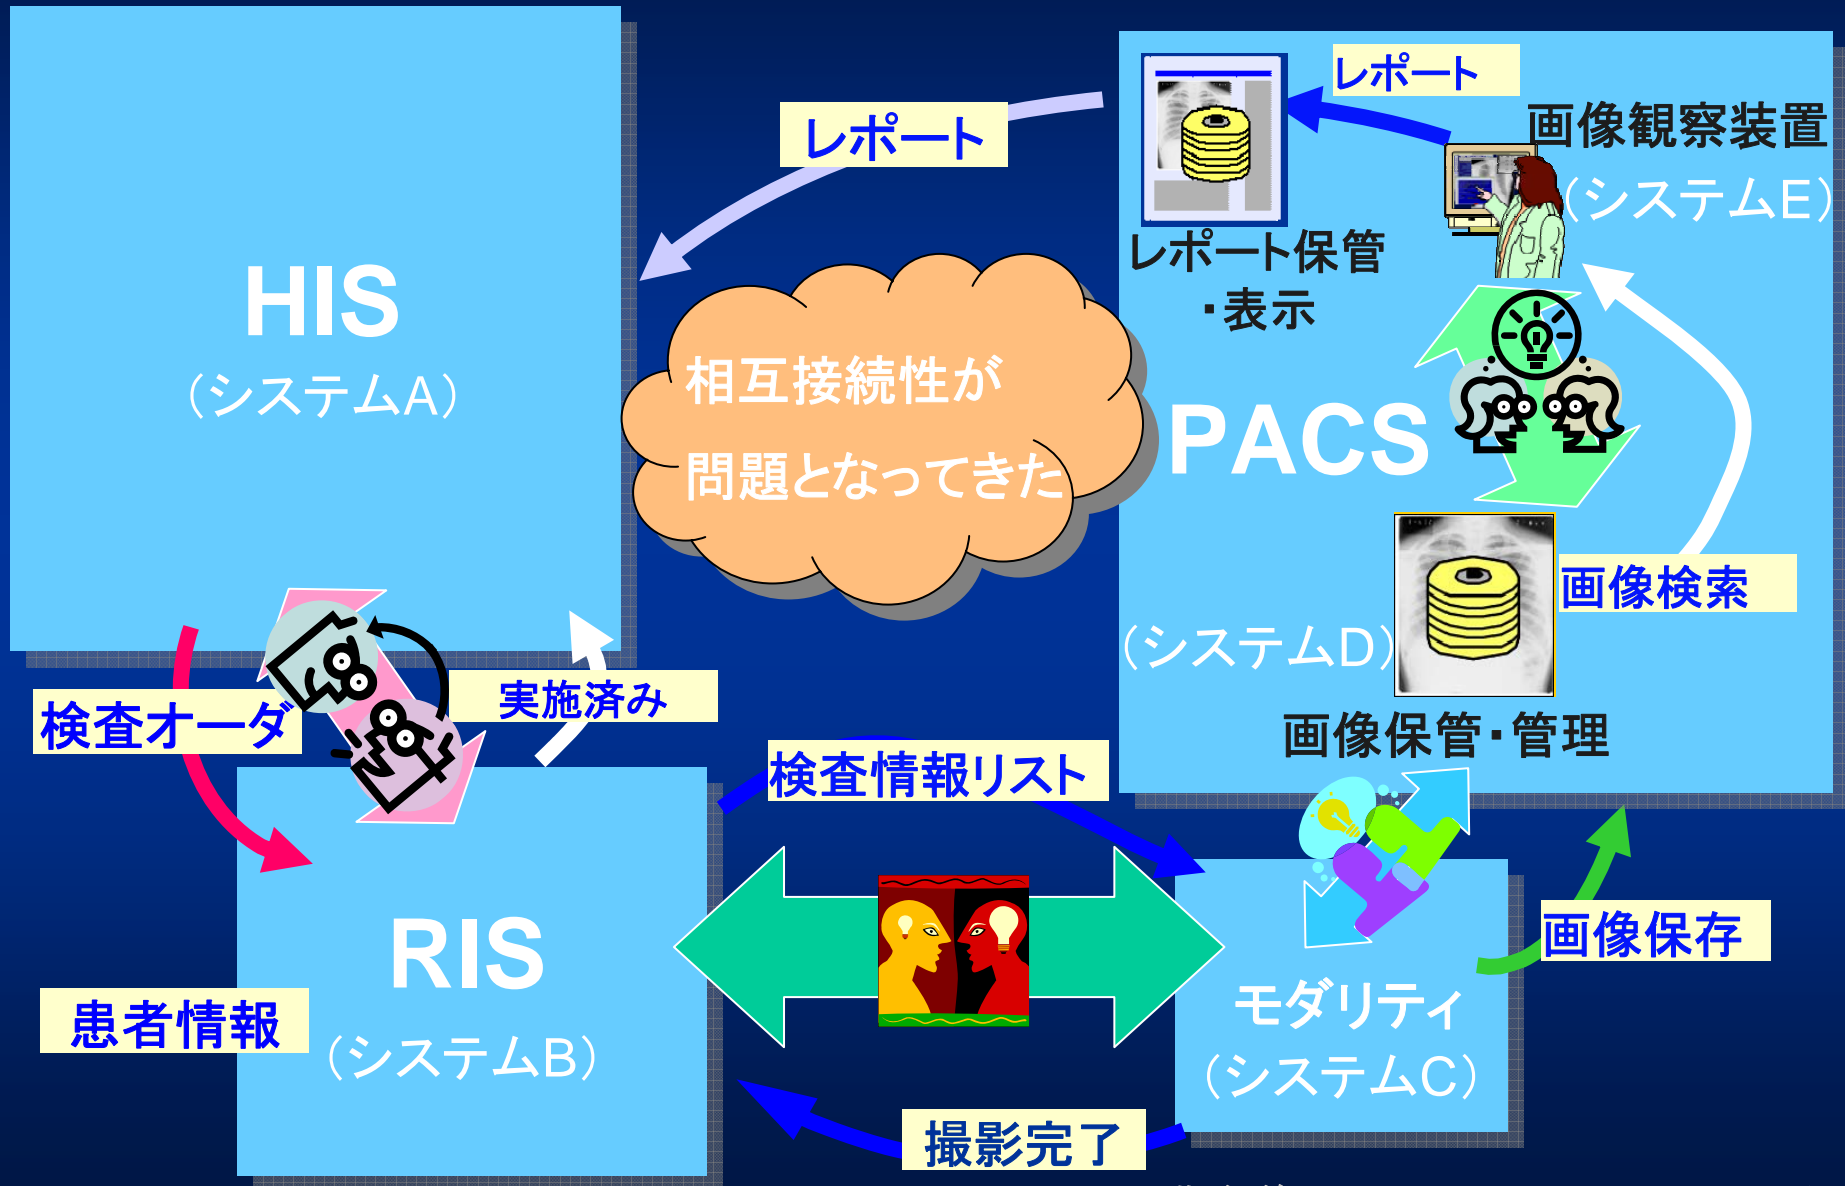 HIS
（システムA）
レポート
レポート
画像観察装置
（システムE）
レポート保管
・表示
相互接続性が
問題となってきた
PACS
画像検索
（システムD）
画像保管・管理
検査オーダ
実施済み
検査情報リスト
RIS
（システムB）
患者情報
モダリティ
（システムC）
画像保存
撮影完了